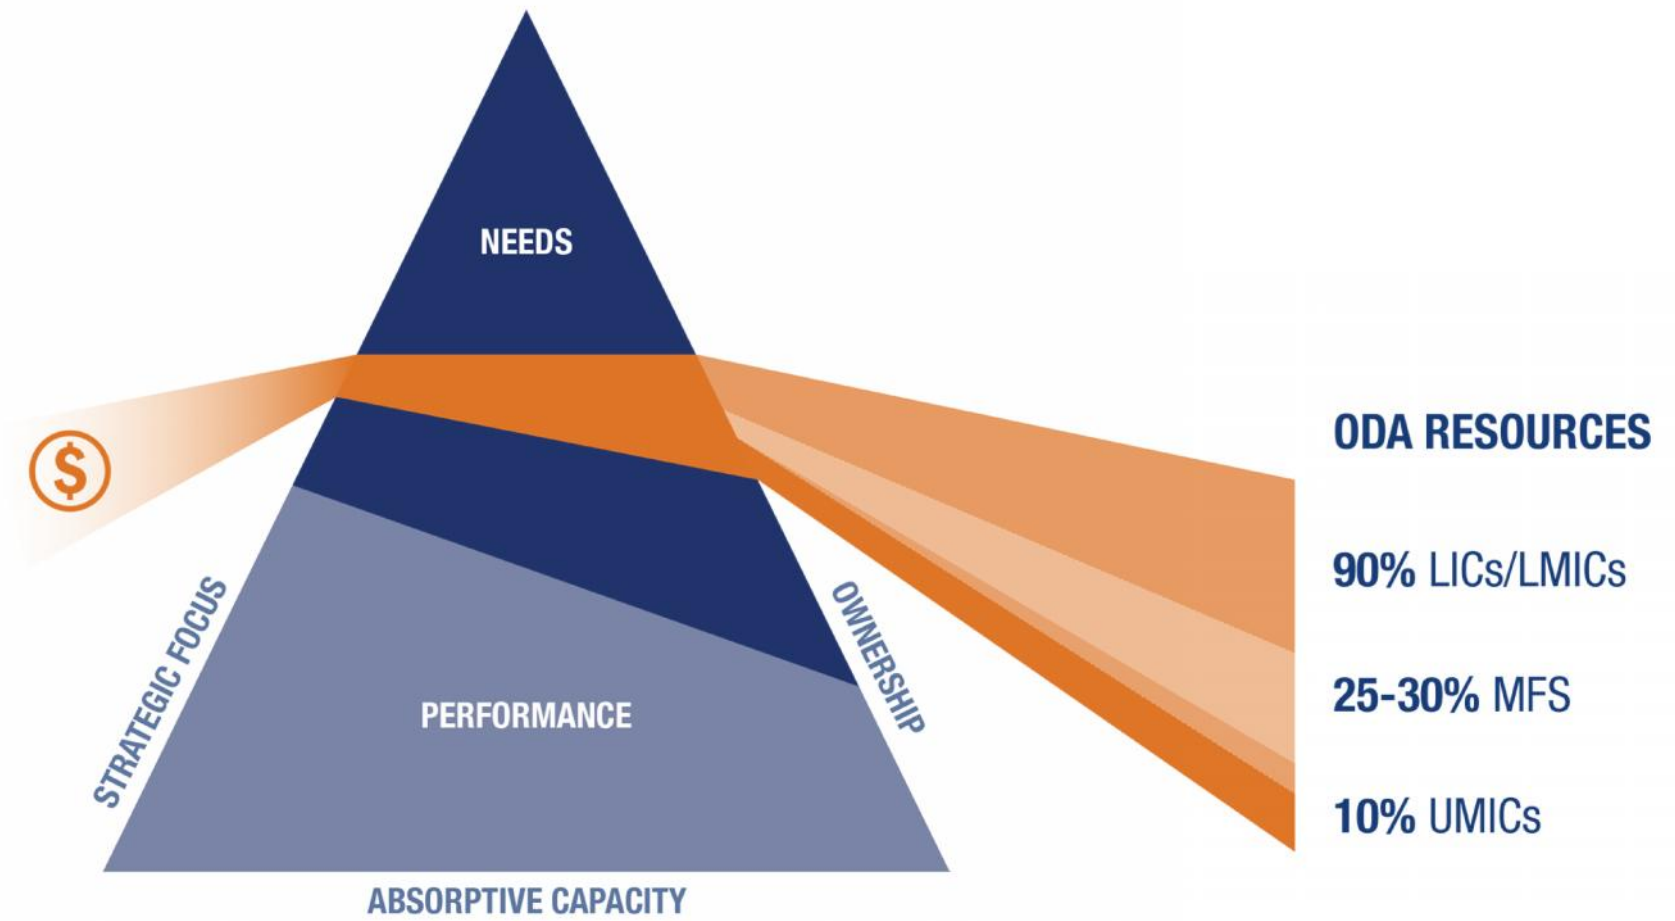 NEEDS
$
ODA RESOURCES
90% LICs/LMICs
25-30% MFS
10% UMICs
STRATEGIC FOCUS
OWNERSHIP
PERFORMANCE
ABSORPTIVE CAPACITY